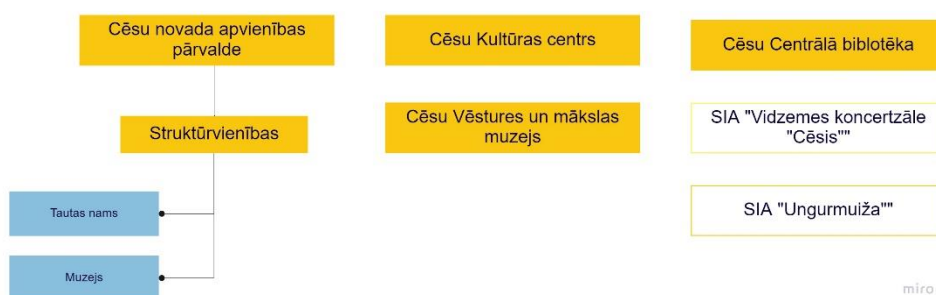 Cēsu novada apvienības
pārvalde
Struktūrvienības
Tautas nams
Muzejs
Cēsu Kultūras centrs
Cēsu Vēstures un mākslas
muzejs
Cēsu Centrālā biblotēka
SIA "Vidzemes koncertzāle
"Cēsis""
SIA "Ungurmuiža""
miro